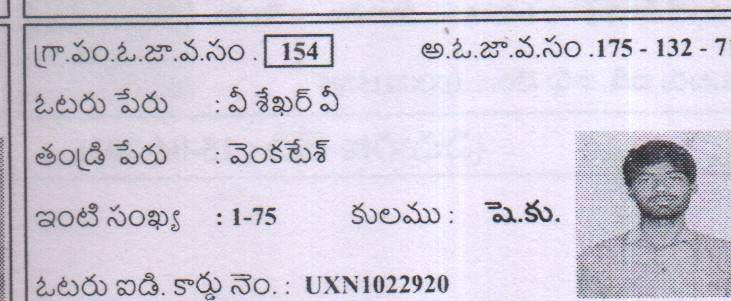 గ్రా.పం.ఓ.జా.వ.సం. 154 అ.ఓ.జా.వ.సం.175 - 132 - 71
ఓటరు పేరు : వీ శేఖర్ వీ
తండ్రి పేరు : వెంకటేశ్
ఇంటి సంఖ్య : 1-75 కులము : షె.కు.
ఓటరు ఐడి. కార్డు నెం. : UXN1022920